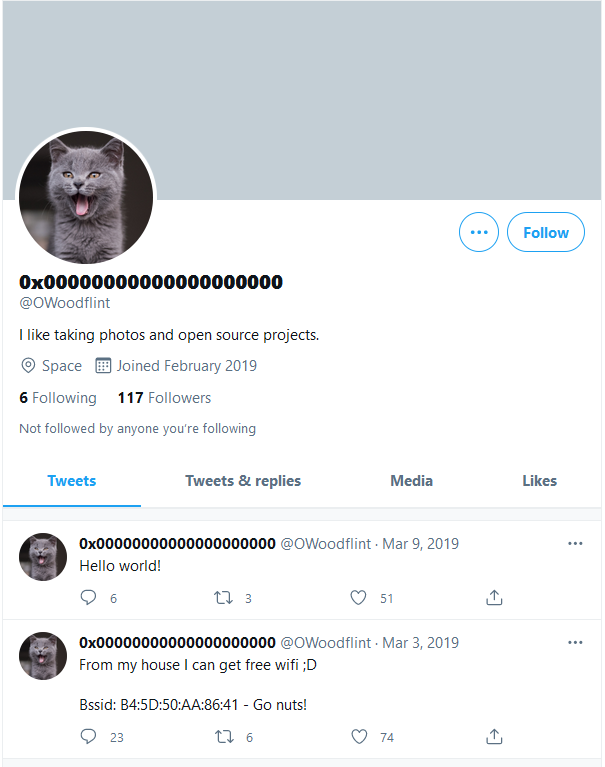 Follow
0x00000000000000000000
@OWoodflint
I like taking photos and open source projects.
Space Joined February 2019
6 Following 117 Followers
Not followed by anyone you're following
Tweets Tweets & replies Media Likes
0x00000000000000000000 @OWoodflint · Mar 9, 2019
Hello world!
6 3 51
0x00000000000000000000 @OWoodflint · Mar 3, 2019
From my house I can get free wifi ;D
Bssid: B4:5D:50:AA:86:41 - Go nuts!
23 6 74